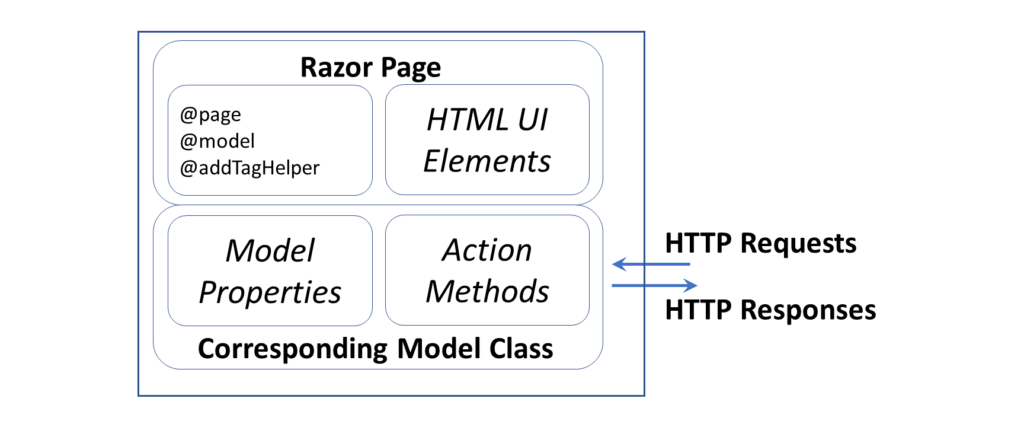 Razor Page
@page
@model
@addTagHelper
HTML UI
Elements
Model
Properties
Action
Methods
Corresponding Model Class
HTTP Requests
HTTP Responses